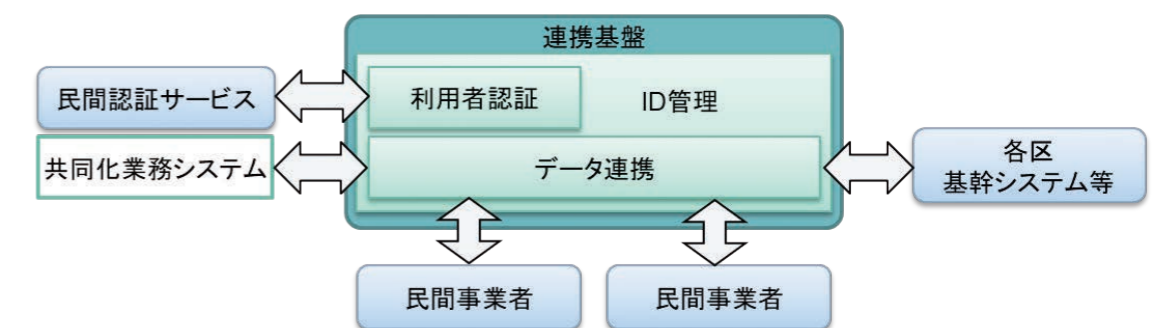 連携基盤
民間認証サービス
利用者認証
ID管理
共同化業務システム
データ連携
各区
基幹システム等
民間事業者
民間事業者